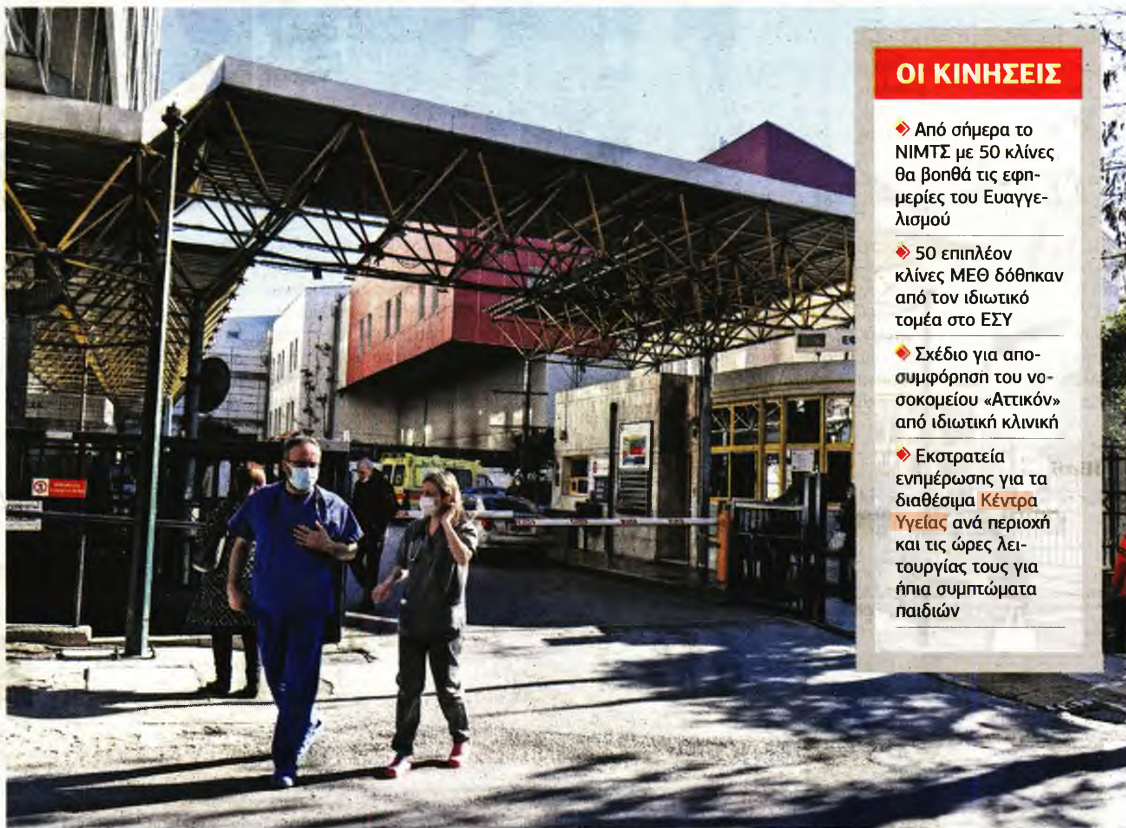 ΟΙ ΚΙΝΗΣΕΙΣ
Από σήμερα το
ΝΙΜΤΣ με 50 κλίνες
θα βοηθά τις εφη-
μερίες του Ευαγγε-
λισμού
50 επιπλέον
κλίνες ΜΕΘ δόθηκαν
από τον ιδιωτικό
τομέα στο ΕΣΥ
Σχέδιο για απο-
συμφόρηση του νο-
σοκομείου «Αττικόν»
από ιδιωτική κλινική
Εκστρατεία
ενημέρωσης για τα
διαθέσιμα Κέντρα
Υγείας ανά περιοχή
και τις ώρες λει-
τουργίας τους για
ήπια συμπτώματα
παιδιών